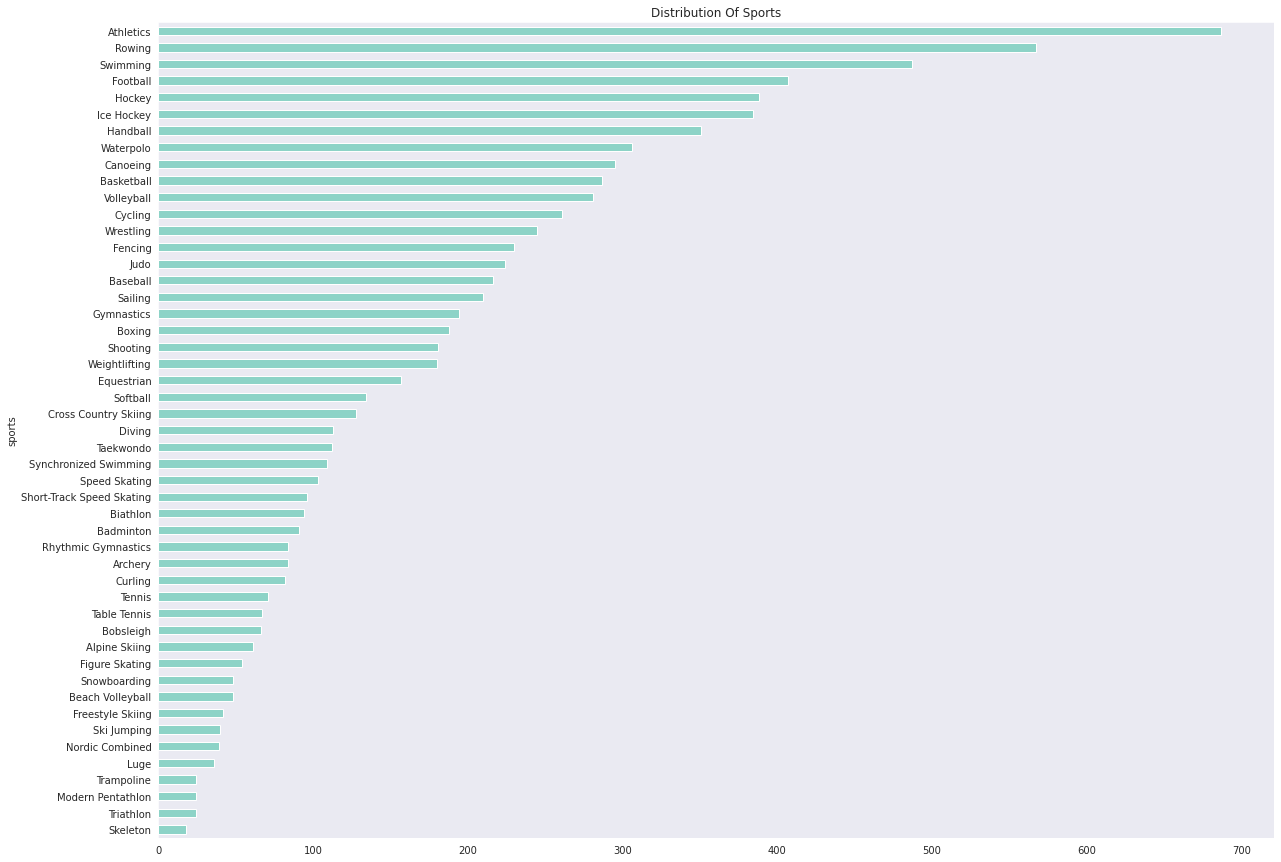 Distribution Of Sports
Athletics
Rowing
Swimming
Football
Hockey
Ice Hockey
Handball
Waterpolo
Canoeing
Basketball
Volleyball
Cycling
Wrestling
Fencing
Judo
Baseball
Sailing
Gymnastics
Boxing
Shooting
Weightlifting
Equestrian
Softball
Cross Country Skiing
Diving
Taekwondo
Synchronized Swimming
Speed Skating
Short-Track Speed Skating
Biathlon
Badminton
Rhythmic Gymnastics
Archery
Curling
Tennis
Table Tennis
Bobsleigh
Alpine Skiing
Figure Skating
Snowboarding
Beach Volleyball
Freestyle Skiing
Ski Jumping
Nordic Combined
Luge
Trampoline
Modern Pentathlon
Triathlon
Skeleton
sports
0 100 200 300 400 500 600 700